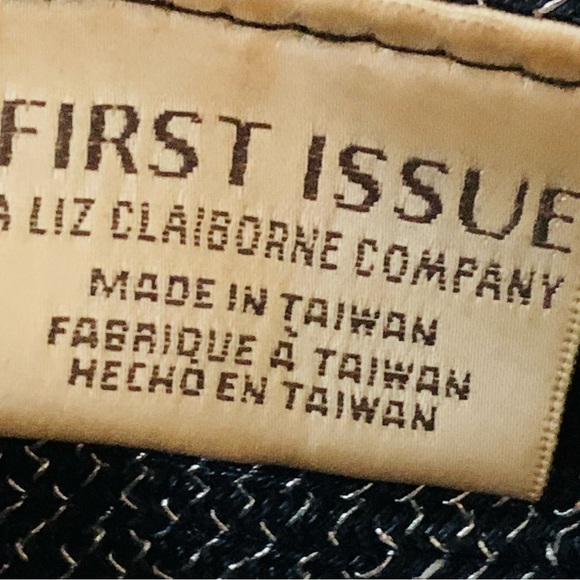 FIRST ISSUE
A LIZ CLAIBORNE COMPANY
MADE IN TAIWAN
FABRIQUE À TAIWAN
HECHO EN TAIWAN